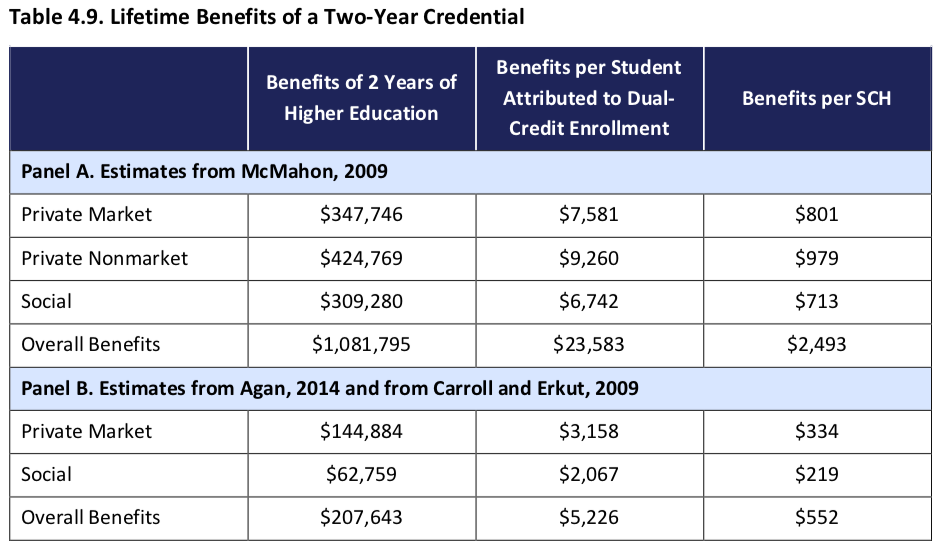 Table 4.9. Lifetime Benefits of a Two-Year Credential
Benefits of 2 Years of
Higher Education
Benefits per Student
Attributed to Dual-
Credit Enrollment
Benefits per SCH
Panel A. Estimates from McMahon, 2009
Private Market $347,746 $7,581 $801
Private Nonmarket $424,769 $9,260 $979
Social $309,280 $6,742 $713
Overall Benefits $1,081,795 $23,583 $2,493
Panel B. Estimates from Agan, 2014 and from Carroll and Erkut, 2009
Private Market $144,884 $3,158 $334
Social $62,759 $2,067 $219
Overall Benefits $207,643 $5,226 $552